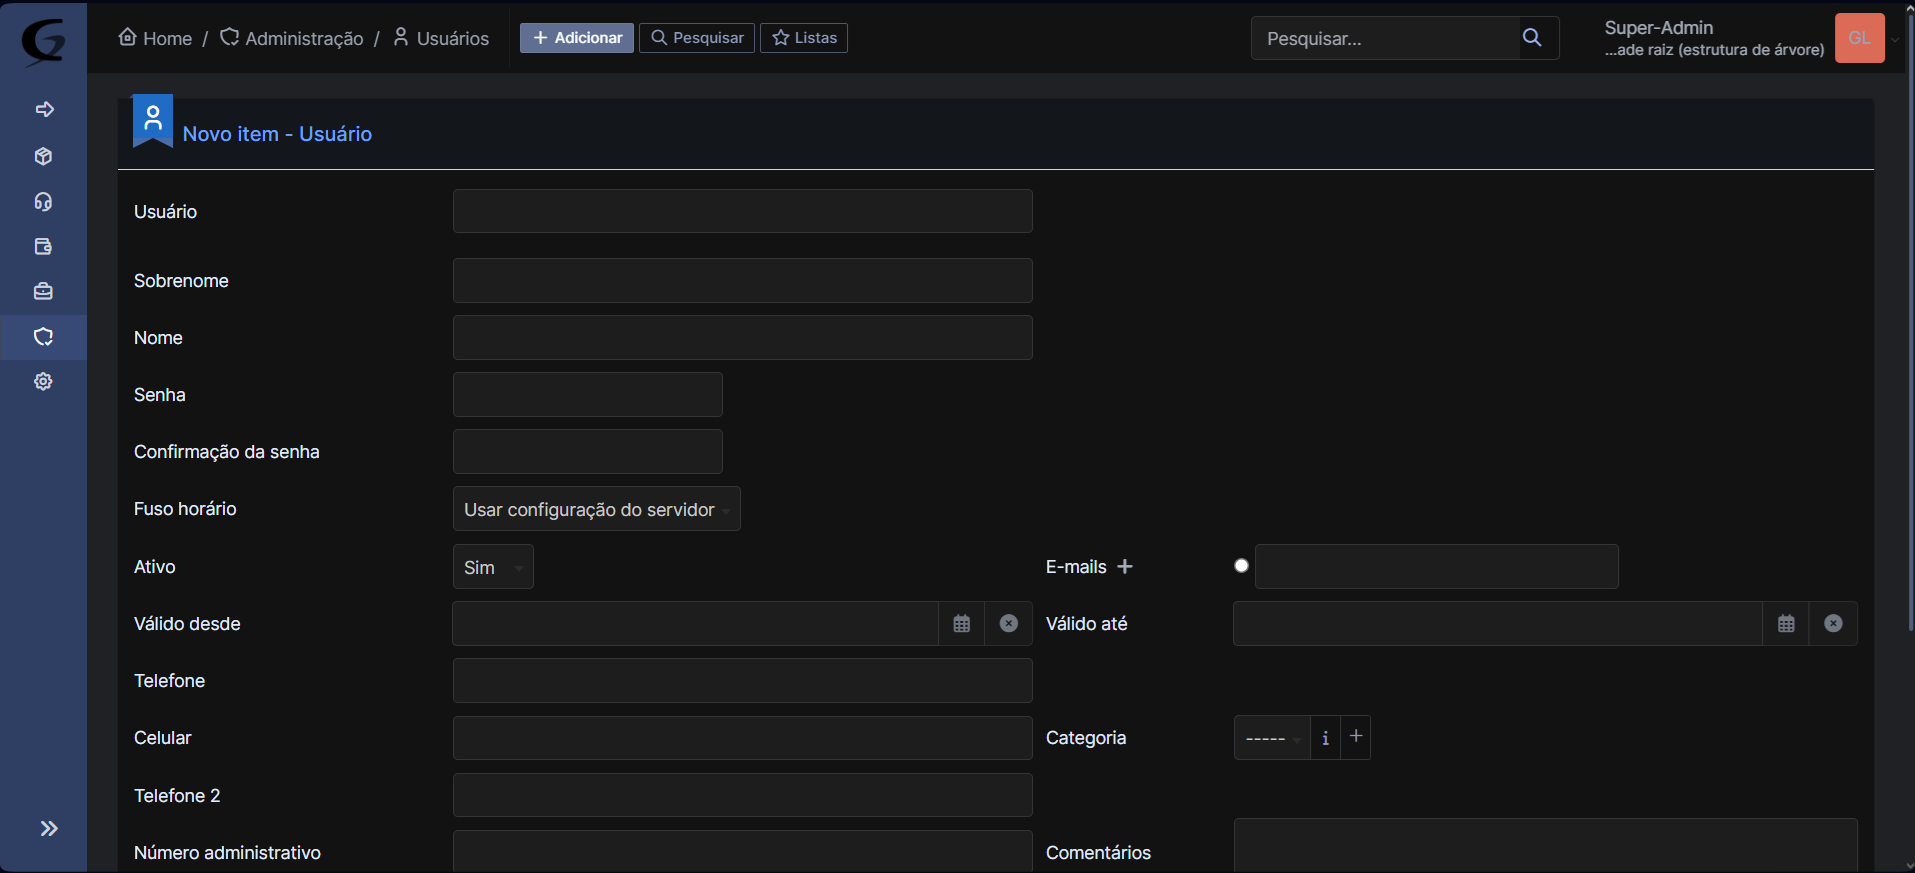 Home / Administração / Usuários
Adicionar
Pesquisar
Listas
Pesquisar...
Super-Admin
...ade raiz (estrutura de árvore)
GL
Novo item - Usuário
Usuário
Sobrenome
Nome
Senha
Confirmação da senha
Fuso horário
Usar configuração do servidor
Ativo
Sim
E-mails
Válido desde
Válido até
Telefone
Celular
Categoria
-----
Telefone 2
Número administrativo
Comentários